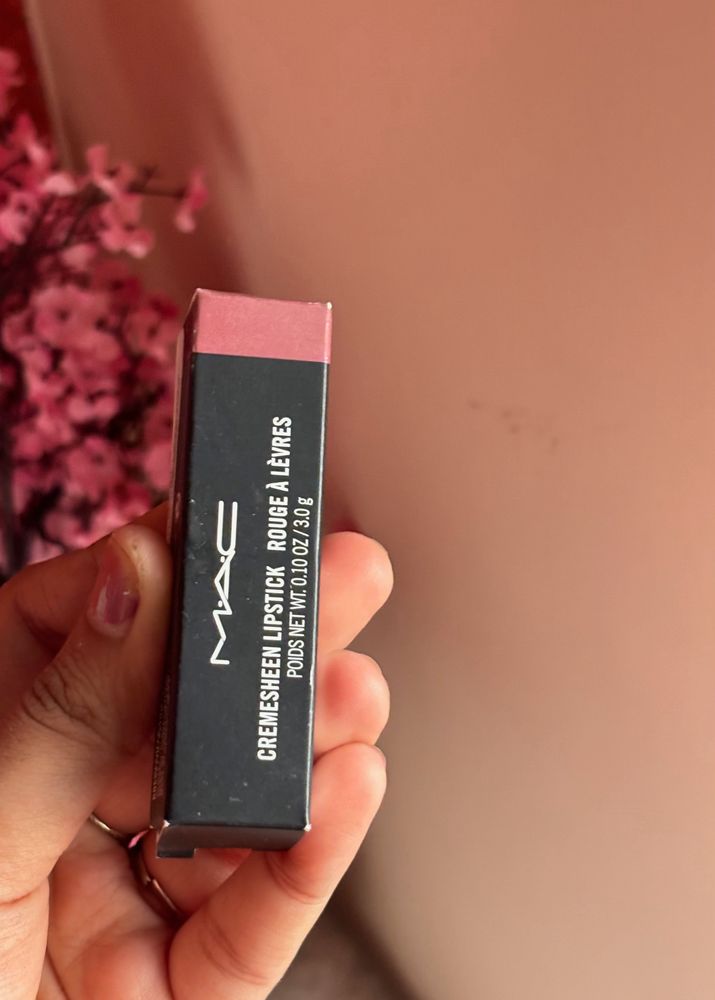 MAC
CREMESHEEN LIPSTICK ROUGE À LÈVRES
POIDS NET WT. 0.10 OZ / 3.0 g